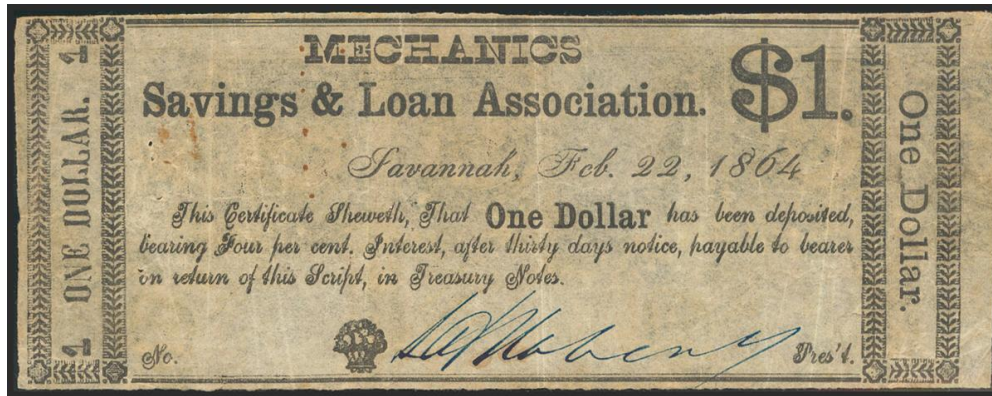 MECHANICS
Savings & Loan Association.
$1.
Savannah, Feb. 22, 1864
This Certificate Sheweth, That One Dollar has been deposited,
bearing Four per cent. Interest, after thirty days notice, payable to bearer
on return of this Script, in Treasury Notes.
No.
Pres't.
1 ONE DOLLAR. 1
One Dollar.